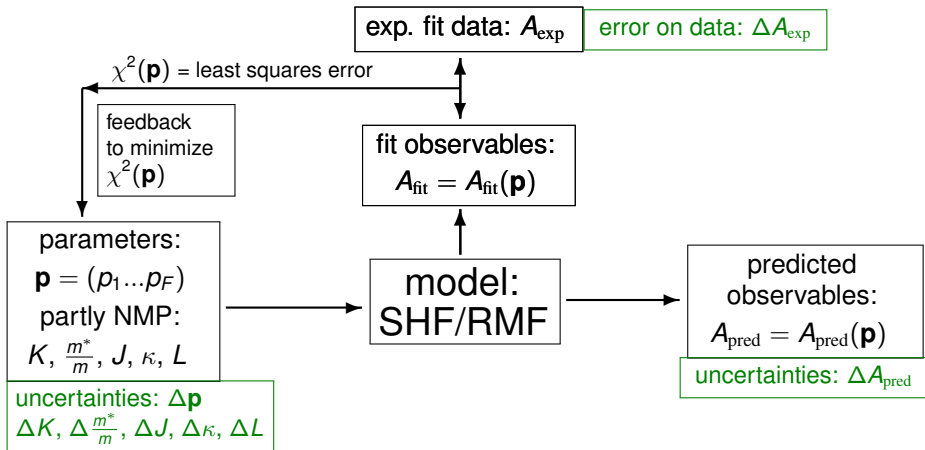 exp. fit data: A_exp
error on data: ΔA_exp
χ²(p) = least squares error
feedback
to minimize
χ²(p)
fit observables:
A_fit = A_fit(p)
parameters:
p = (p₁...p_F)
partly NMP:
K, m*/m, J, κ, L
uncertainties: Δp
ΔK, Δm*/m, ΔJ, Δκ, ΔL
model:
SHF/RMF
predicted
observables:
A_pred = A_pred(p)
uncertainties: ΔA_pred